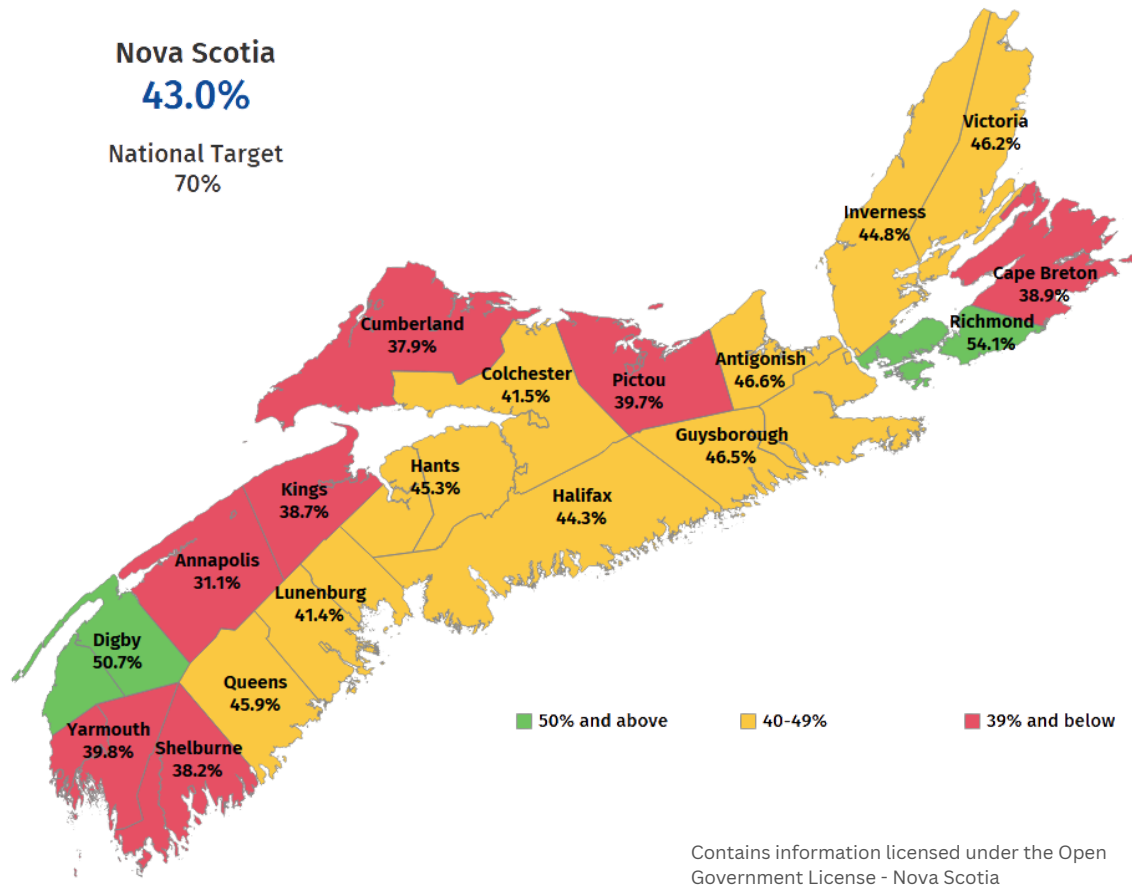 Nova Scotia
43.0%
National Target
70%
Victoria
46.2%
Inverness
44.8%
Cape Breton
38.9%
Richmond
54.1%
Cumberland
37.9%
Colchester
41.5%
Pictou
39.7%
Antigonish
46.6%
Guysborough
46.5%
Hants
45.3%
Halifax
44.3%
Kings
38.7%
Annapolis
31.1%
Lunenburg
41.4%
Digby
50.7%
Queens
45.9%
Yarmouth
39.8%
Shelburne
38.2%
50% and above
40-49%
39% and below
Contains information licensed under the Open
Government License - Nova Scotia